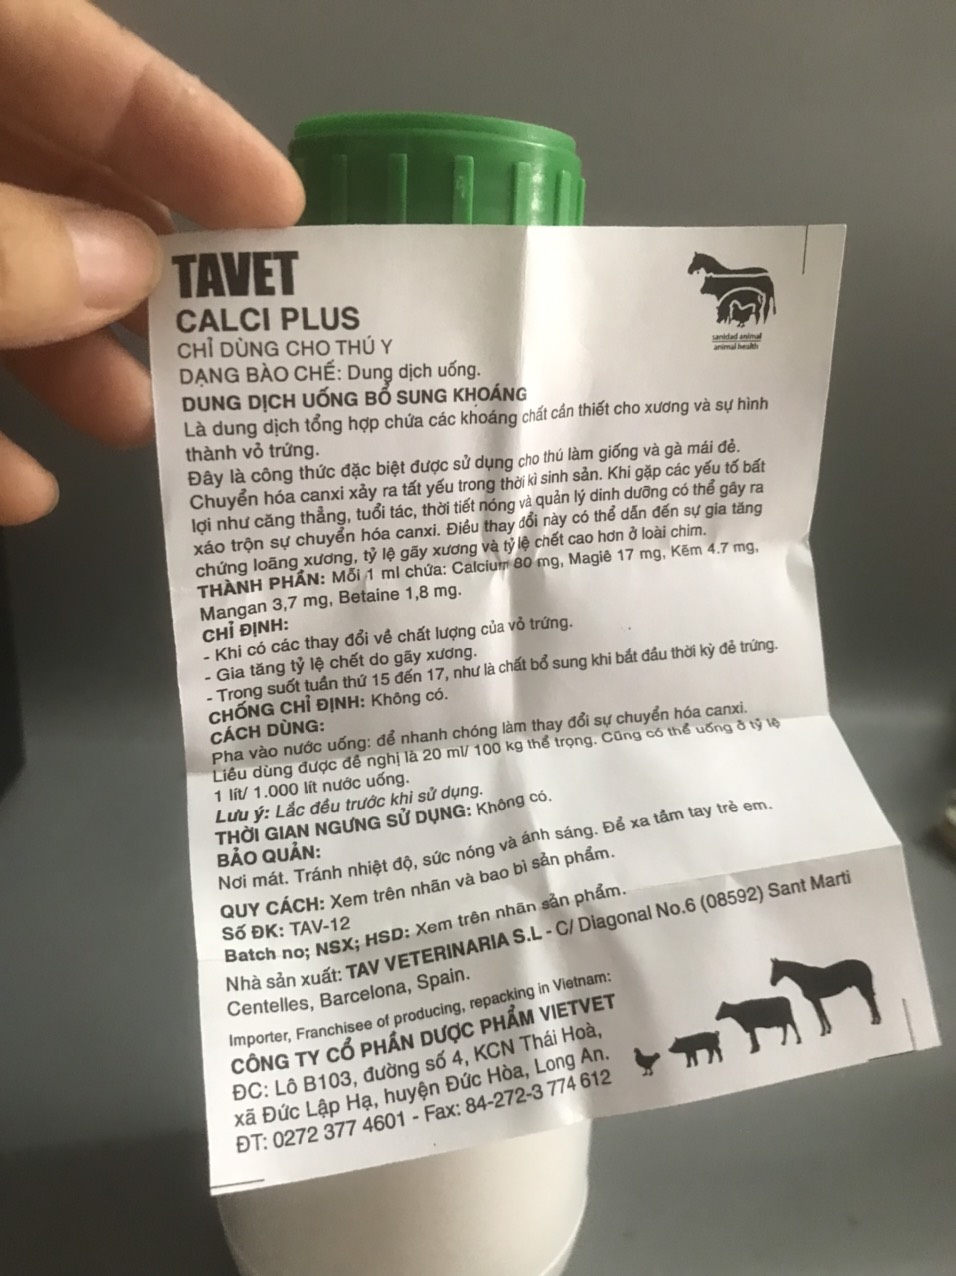 TAVET
CALCI PLUS
CHỈ DÙNG CHO THÚ Y
DẠNG BÀO CHẾ: Dung dịch uống.
DUNG DỊCH UỐNG BỔ SUNG KHOÁNG
Là dung dịch tổng hợp chứa các khoáng chất cần thiết cho xương và sự hình
thành vỏ trứng.
Đây là công thức đặc biệt được sử dụng cho thú làm giống và gà mái đẻ.
Chuyển hóa canxi xảy ra tất yếu trong thời kì sinh sản. Khi gặp các yếu tố bất
lợi như căng thẳng, tuổi tác, thời tiết nóng và quản lý dinh dưỡng có thể gây ra
xáo trộn sự chuyển hóa canxi. Điều thay đổi này có thể dẫn đến sự gia tăng
chứng loãng xương, tỷ lệ gãy xương và tỷ lệ chết cao hơn ở loài chim.
THÀNH PHẦN: Mỗi 1 ml chứa: Calcium 80 mg, Magiê 17 mg, Kẽm 4.7 mg,
Mangan 3,7 mg, Betaine 1,8 mg.
CHỈ ĐỊNH:
- Khi có các thay đổi về chất lượng của vỏ trứng.
- Gia tăng tỷ lệ chết do gãy xương.
- Trong suốt tuần thứ 15 đến 17, như là chất bổ sung khi bắt đầu thời kỳ đẻ trứng.
CHỐNG CHỈ ĐỊNH: Không có.
CÁCH DÙNG:
Pha vào nước uống: để nhanh chóng làm thay đổi sự chuyển hóa canxi.
Liều dùng được đề nghị là 20 ml/ 100 kg thể trọng. Cũng có thể uống ở tỷ lệ
1 lít/ 1.000 lít nước uống.
Lưu ý: Lắc đều trước khi sử dụng.
THỜI GIAN NGƯNG SỬ DỤNG: Không có.
BẢO QUẢN:
Nơi mát. Tránh nhiệt độ, sức nóng và ánh sáng. Để xa tầm tay trẻ em.
QUY CÁCH: Xem trên nhãn và bao bì sản phẩm.
Số ĐK: TAV-12
Batch no; NSX; HSD: Xem trên nhãn sản phẩm.
Nhà sản xuất: TAV VETERINARIA S.L - C/ Diagonal No.6 (08592) Sant Marti
Centelles, Barcelona, Spain.
Importer, Franchisee of producing, repacking in Vietnam:
CÔNG TY CỔ PHẦN DƯỢC PHẨM VIETVET
ĐC: Lô B103, đường số 4, KCN Thái Hoà,
xã Đức Lập Hạ, huyện Đức Hòa, Long An.
ĐT: 0272 377 4601 - Fax: 84-272-3 774 612
sanidad animal
animal health